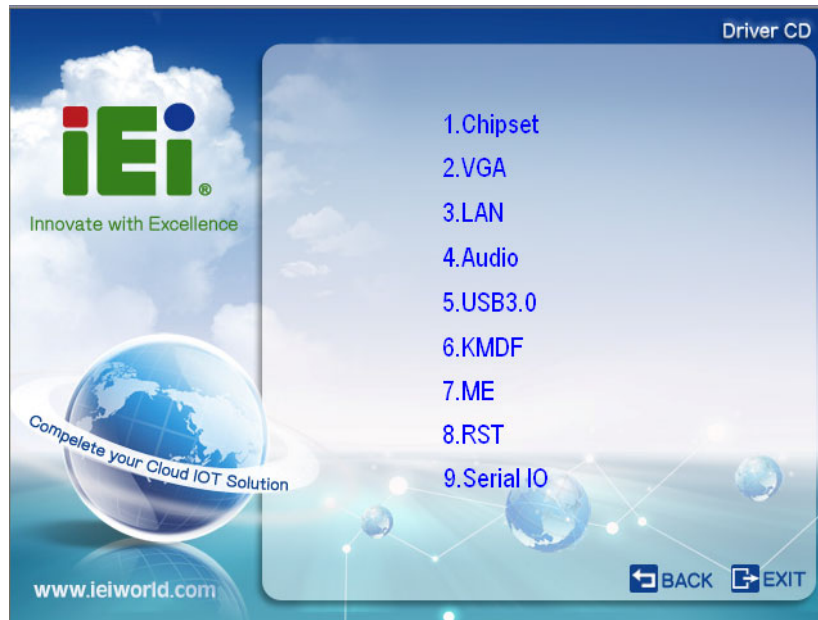 Driver CD
iEi®
Innovate with Excellence
1.Chipset
2.VGA
3.LAN
4.Audio
5.USB3.0
6.KMDF
7.ME
8.RST
9.Serial IO
Compelete your Cloud IOT Solution
www.ieiworld.com
BACK
EXIT